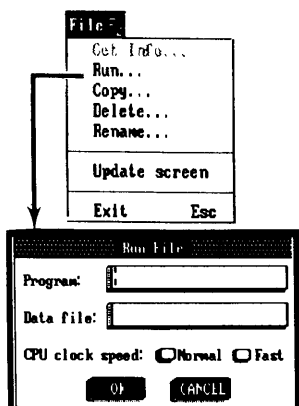 File
Get Info...
Run...
Copy...
Delete...
Rename...
Update screen
Exit Esc
Run File
Program:
Data file:
CPU clock speed: Normal Fast
OK CANCEL